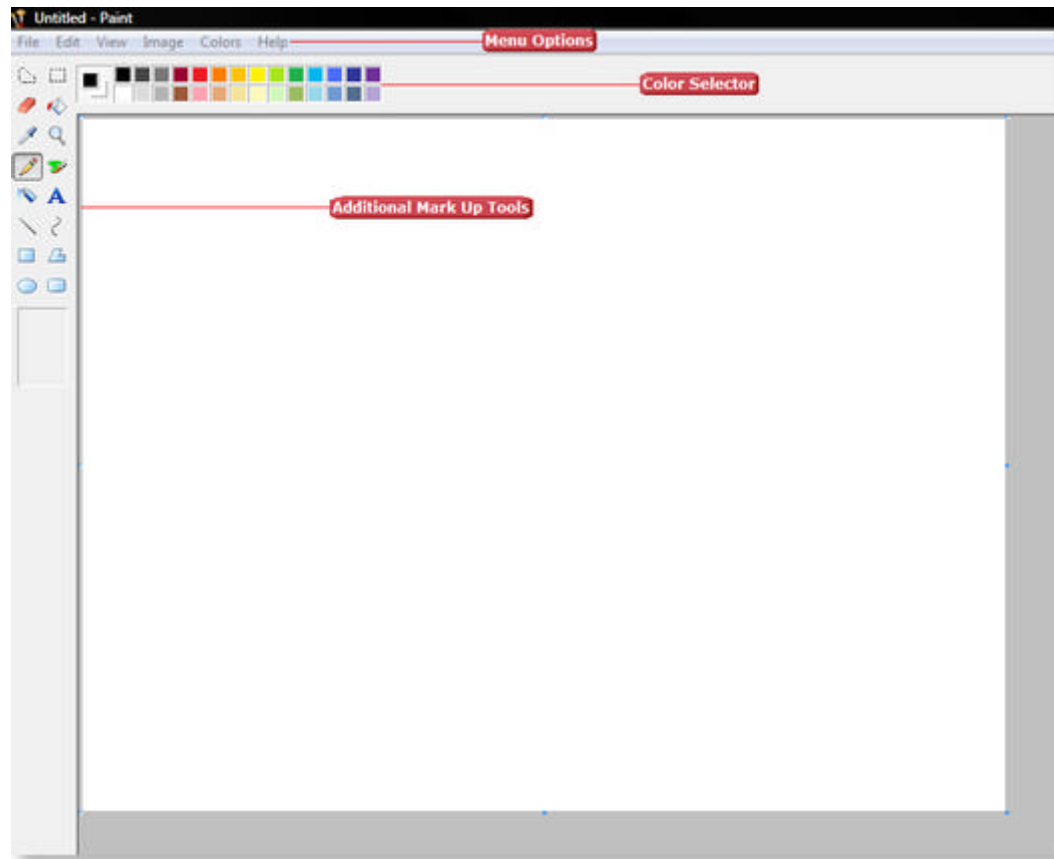 Untitled - Paint
File Edit View Image Colors Help
Menu Options
Color Selector
A
Additional Mark Up Tools